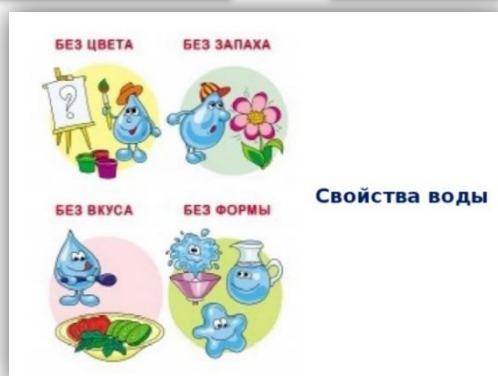 БЕЗ ЦВЕТА
БЕЗ ЗАПАХА
?
БЕЗ ВКУСА
БЕЗ ФОРМЫ
Свойства воды